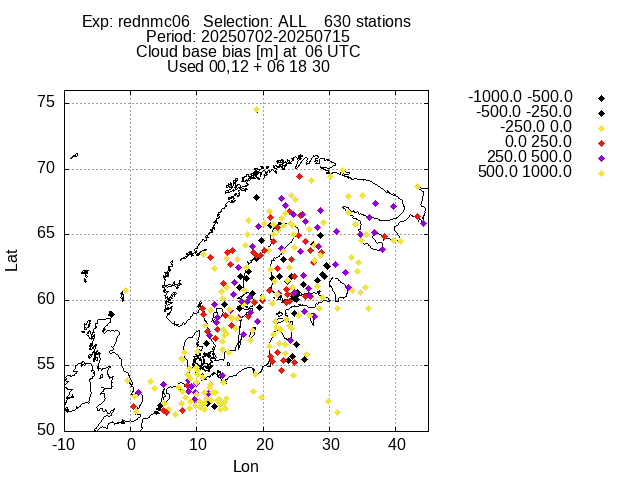 Exp: rednmc06 Selection: ALL 630 stations
Period: 20250702-20250715
Cloud base bias [m] at 06 UTC
Used 00,12 + 06 18 30
-1000.0 -500.0
-500.0 -250.0
-250.0 0.0
0.0 250.0
250.0 500.0
500.0 1000.0
75
70
65
60
55
50
Lat
-10 0 10 20 30 40
Lon